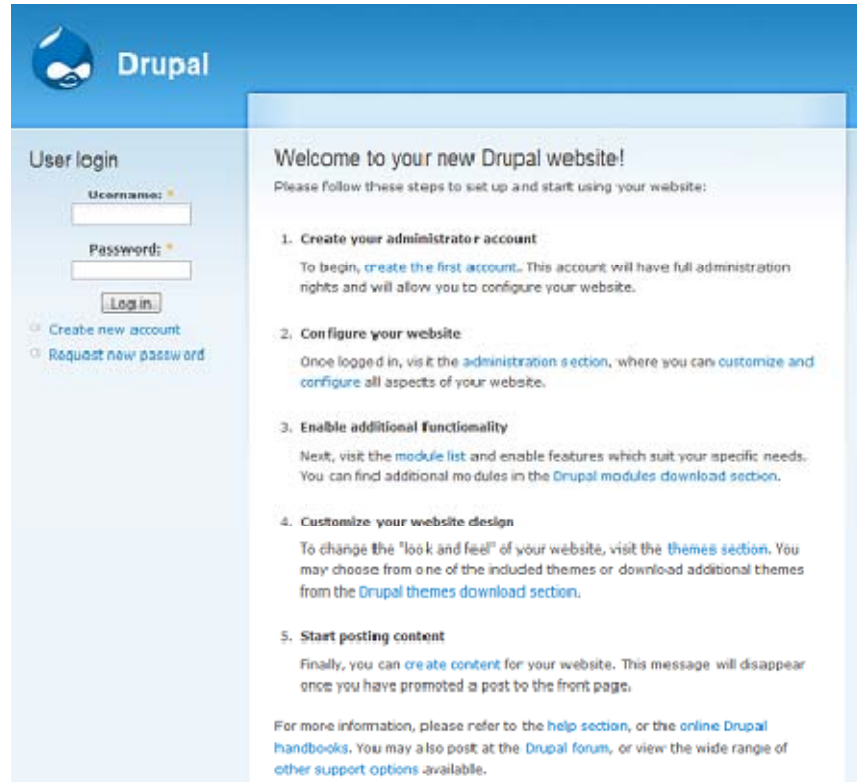 Drupal
User login
Username: *
Password: *
Log in
Create new account
Request new password
Welcome to your new Drupal website!
Please follow these steps to set up and start using your website:
1. Create your administrator account
To begin, create the first account. This account will have full administration
rights and will allow you to configure your website.
2. Configure your website
Once logged in, visit the administration section, where you can customize and
configure all aspects of your website.
3. Enable additional functionality
Next, visit the module list and enable features which suit your specific needs.
You can find additional modules in the Drupal modules download section.
4. Customize your website design
To change the "look and feel" of your website, visit the themes section. You
may choose from one of the included themes or download additional themes
from the Drupal themes download section.
5. Start posting content
Finally, you can create content for your website. This message will disappear
once you have promoted a post to the front page.
For more information, please refer to the help section, or the online Drupal
handbooks. You may also post at the Drupal forum, or view the wide range of
other support options available.